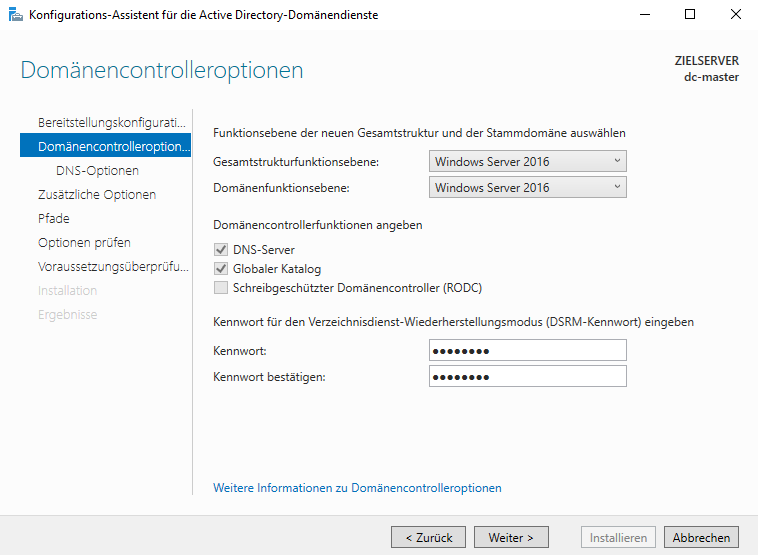 Konfigurations-Assistent für die Active Directory-Domänendienste
Domänencontrolleroptionen
ZIELSERVER
dc-master
Bereitstellungskonfigurati...
Domänencontrolleroption...
DNS-Optionen
Zusätzliche Optionen
Pfade
Optionen prüfen
Voraussetzungsüberprüfu...
Installation
Ergebnisse
Funktionsebene der neuen Gesamtstruktur und der Stammdomäne auswählen
Gesamtstrukturfunktionsebene: Windows Server 2016
Domänenfunktionsebene: Windows Server 2016
Domänencontrollerfunktionen angeben
DNS-Server
Globaler Katalog
Schreibgeschützter Domänencontroller (RODC)
Kennwort für den Verzeichnisdienst-Wiederherstellungsmodus (DSRM-Kennwort) eingeben
Kennwort: ●●●●●●●●
Kennwort bestätigen: ●●●●●●●●
Weitere Informationen zu Domänencontrolleroptionen
< Zurück Weiter > Installieren Abbrechen